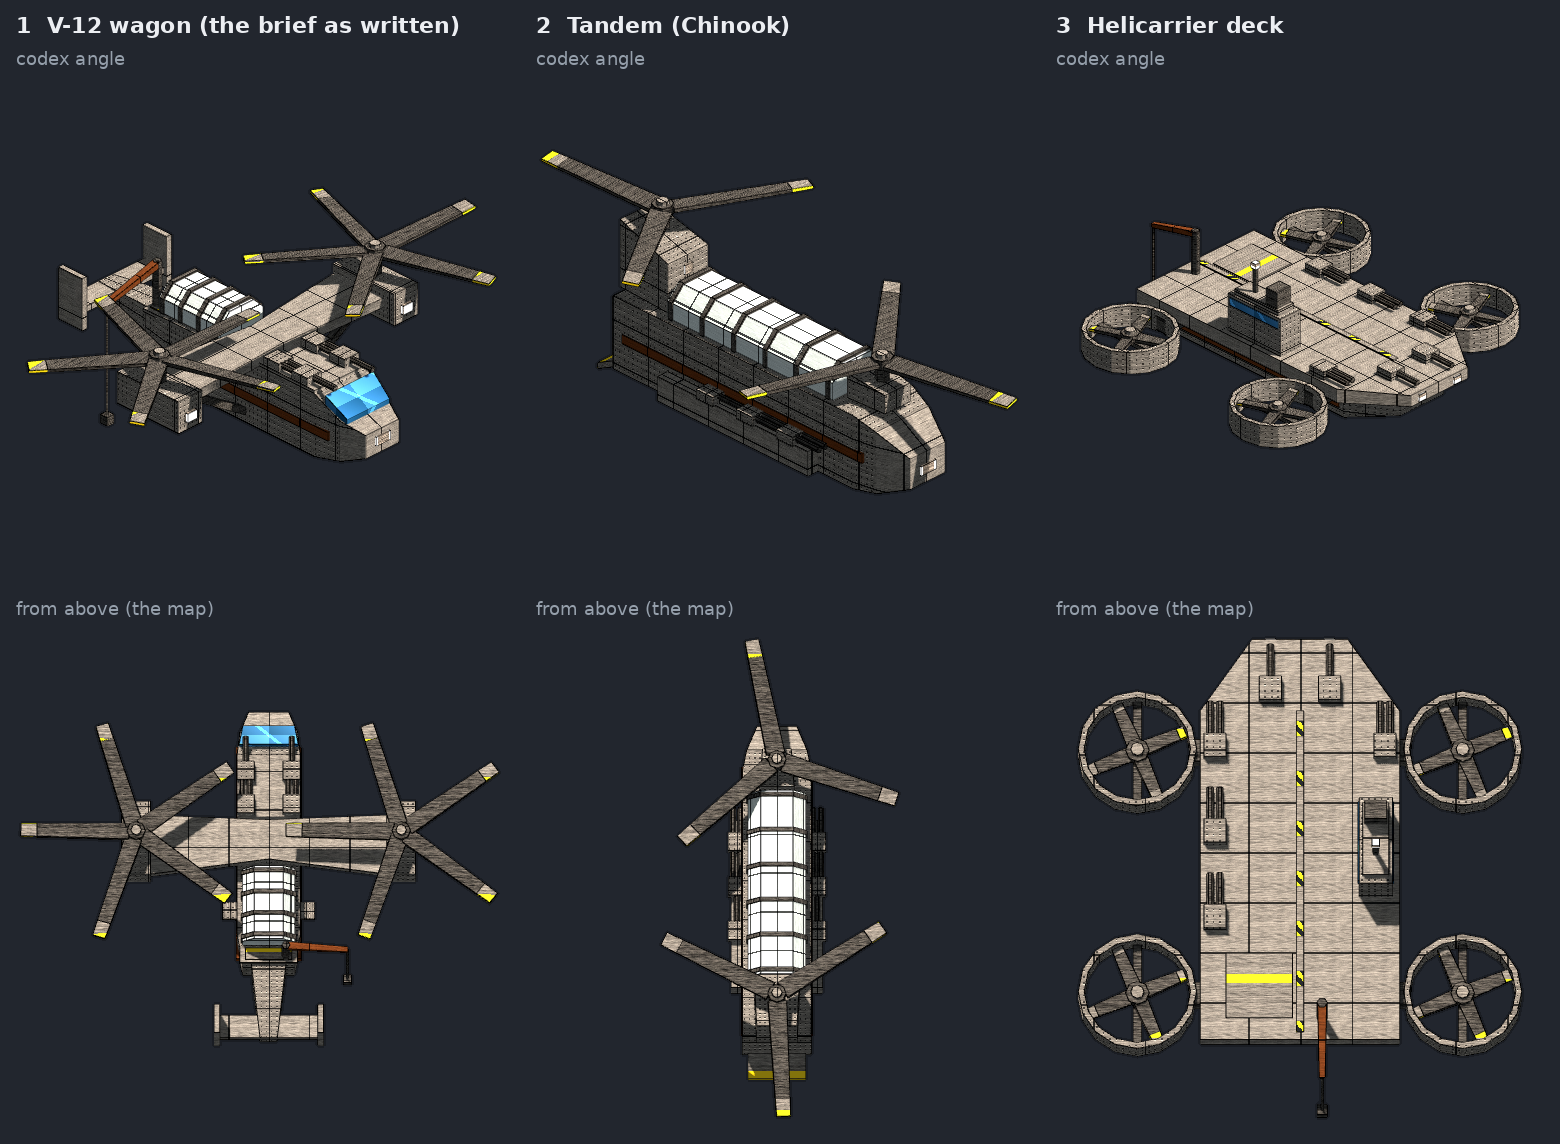 1 V-12 wagon (the brief as written)
codex angle
2 Tandem (Chinook)
codex angle
3 Helicarrier deck
codex angle
from above (the map)
from above (the map)
from above (the map)